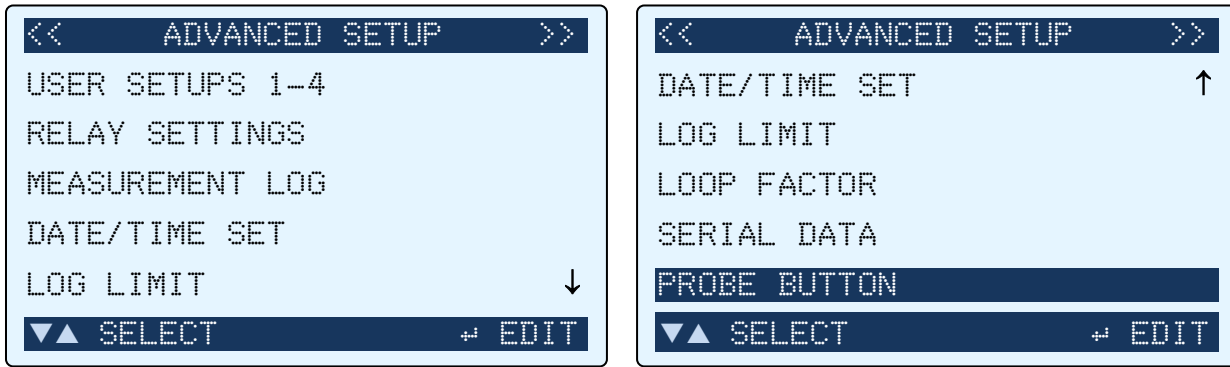 << ADVANCED SETUP >>
USER SETUPS 1-4
RELAY SETTINGS
MEASUREMENT LOG
DATE/TIME SET
LOG LIMIT ↓
▼▲ SELECT ↵ EDIT
<< ADVANCED SETUP >>
DATE/TIME SET ↑
LOG LIMIT
LOOP FACTOR
SERIAL DATA
PROBE BUTTON
▼▲ SELECT ↵ EDIT